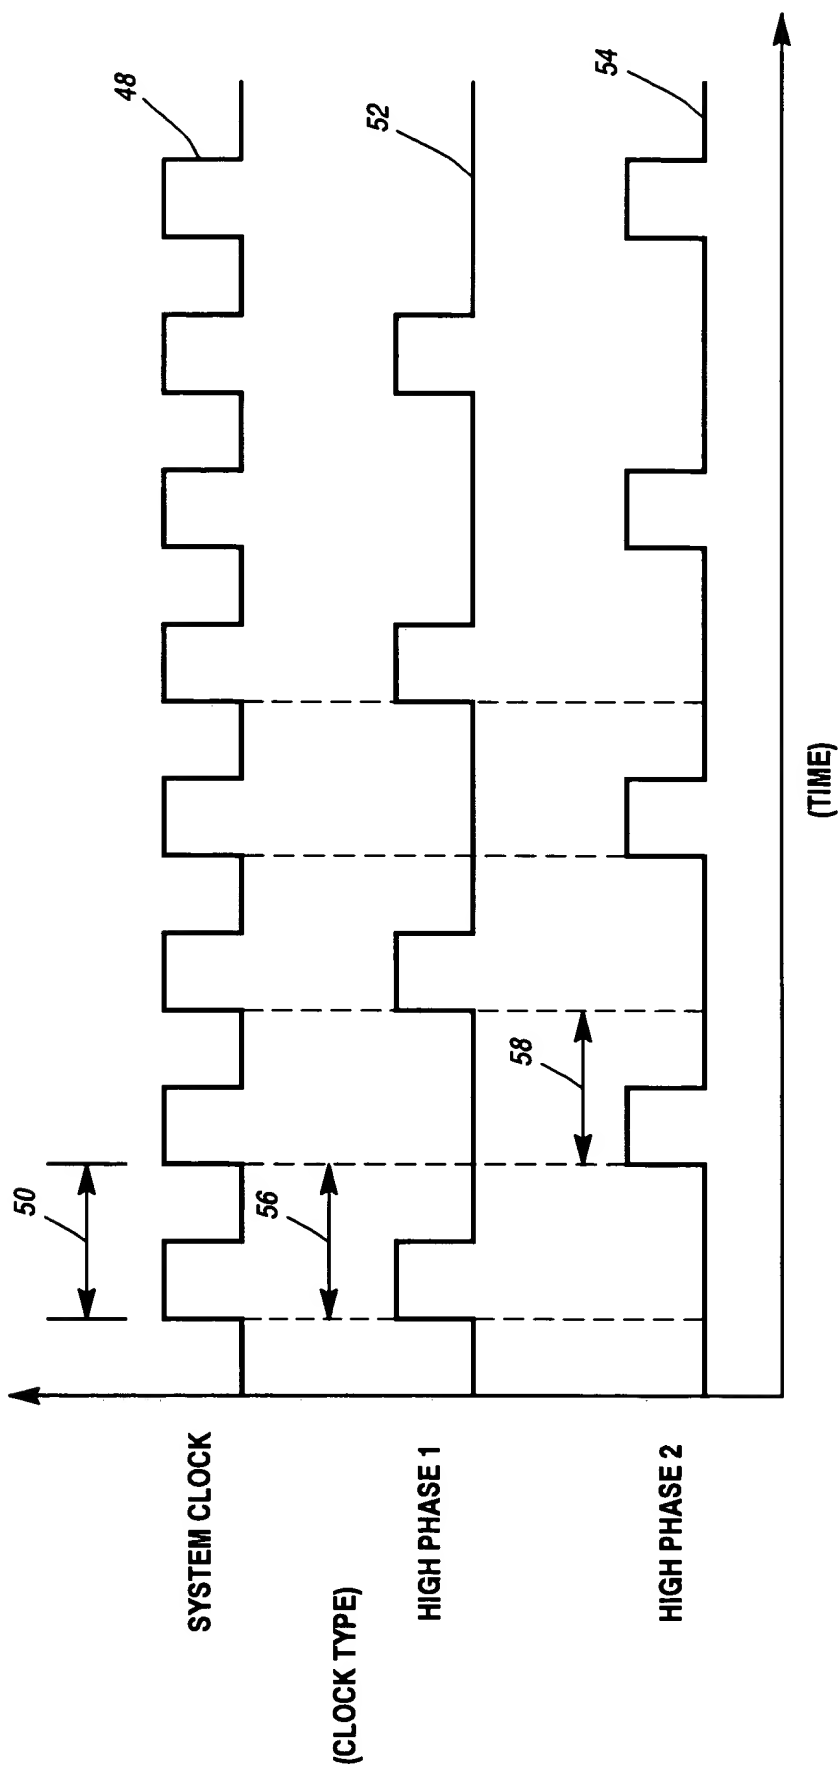 50
48
SYSTEM CLOCK
56
52
(CLOCK TYPE)
HIGH PHASE 1
58
54
HIGH PHASE 2
(TIME)